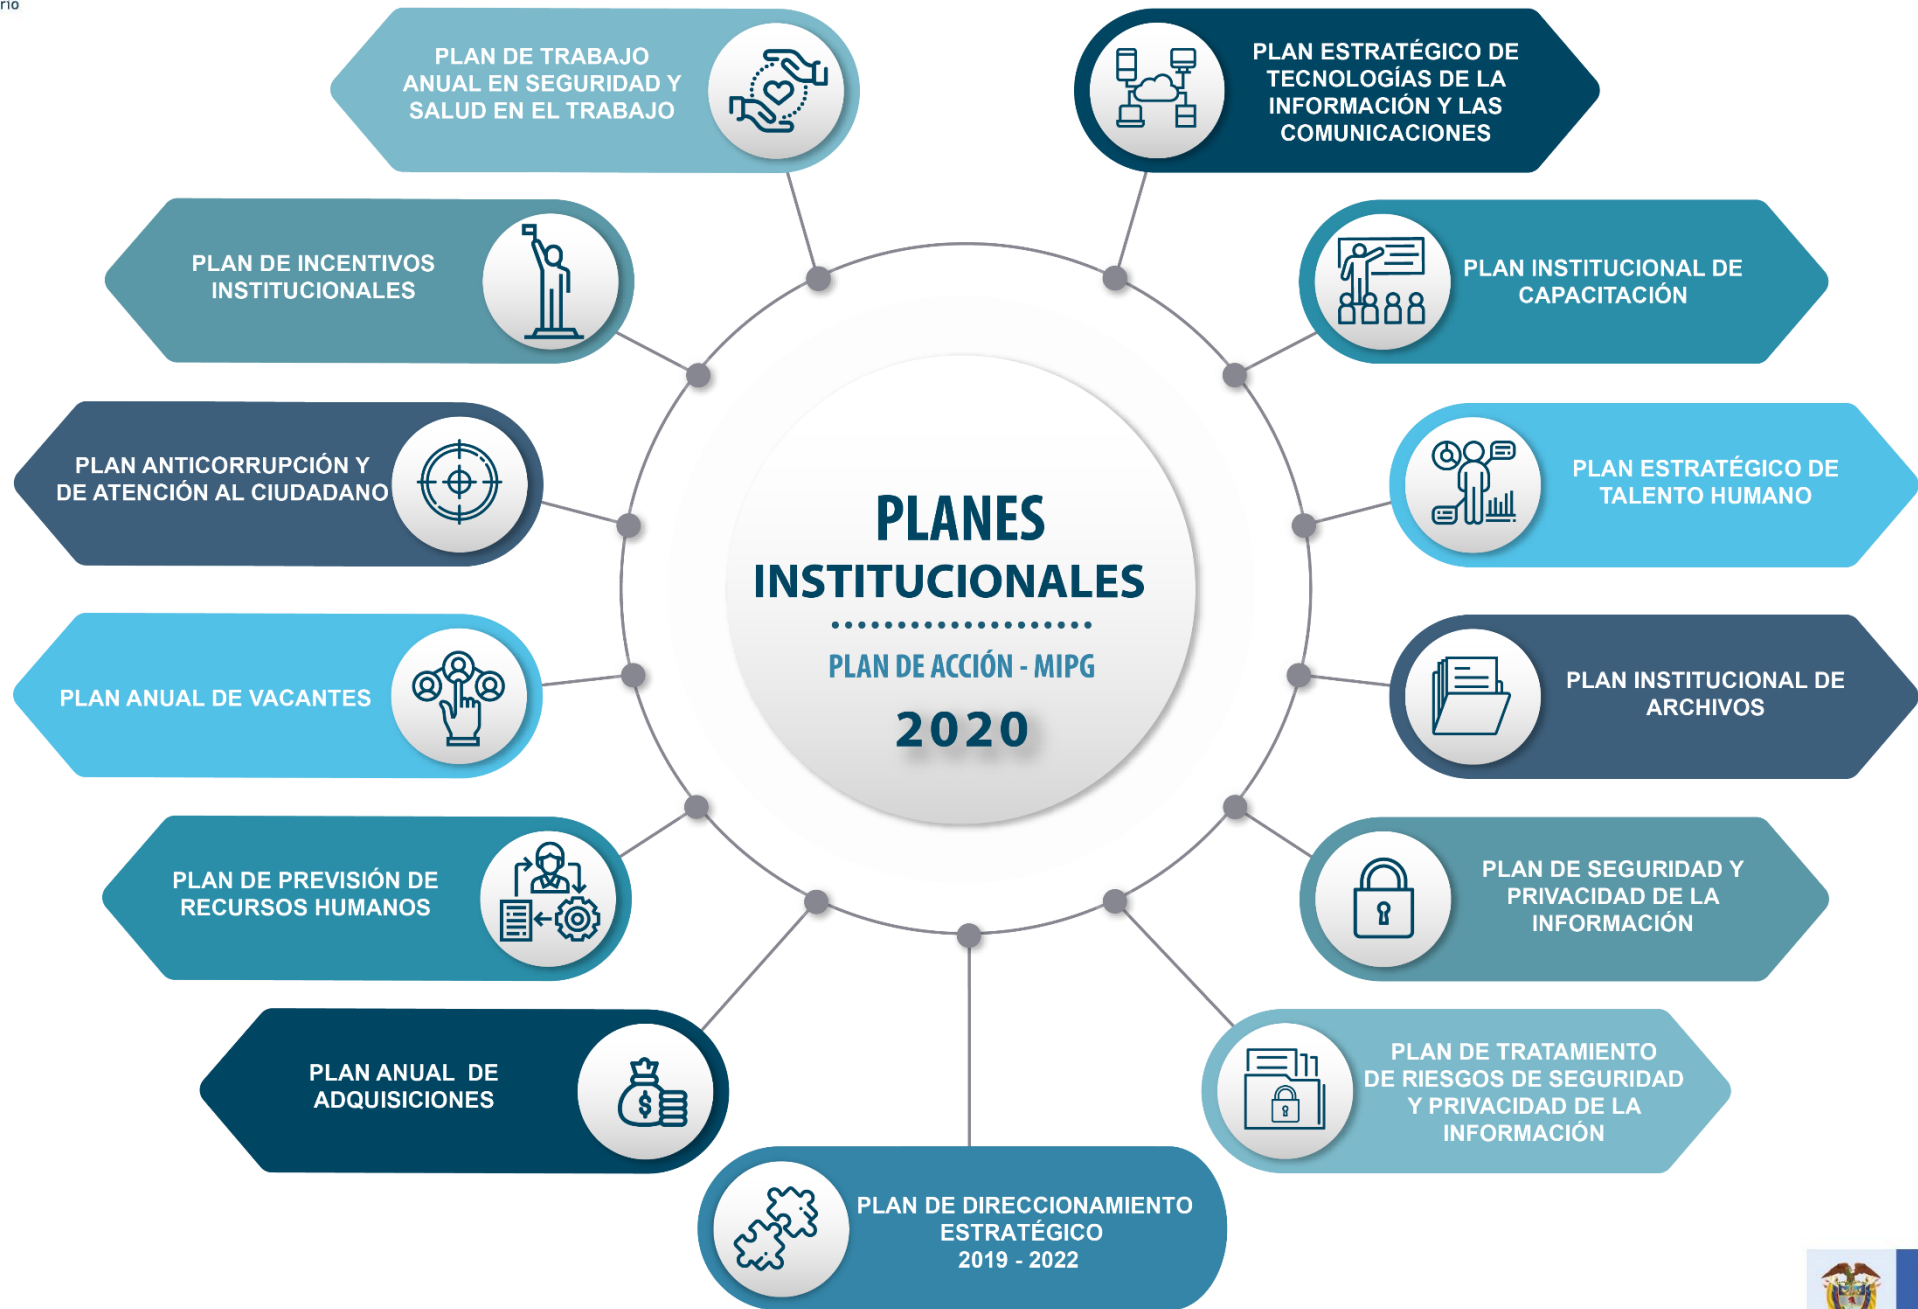 PLAN DE TRABAJO
ANUAL EN SEGURIDAD Y
SALUD EN EL TRABAJO
PLAN ESTRATÉGICO DE
TECNOLOGÍAS DE LA
INFORMACIÓN Y LAS
COMUNICACIONES
PLAN DE INCENTIVOS
INSTITUCIONALES
PLAN INSTITUCIONAL DE
CAPACITACIÓN
PLAN ANTICORRUPCIÓN Y
DE ATENCIÓN AL CIUDADANO
PLAN ESTRATÉGICO DE
TALENTO HUMANO
PLANES
INSTITUCIONALES
PLAN DE ACCIÓN - MIPG
2020
PLAN ANUAL DE VACANTES
PLAN INSTITUCIONAL DE
ARCHIVOS
PLAN DE PREVISIÓN DE
RECURSOS HUMANOS
PLAN DE SEGURIDAD Y
PRIVACIDAD DE LA
INFORMACIÓN
PLAN ANUAL DE
ADQUISICIONES
$
PLAN DE TRATAMIENTO
DE RIESGOS DE SEGURIDAD
Y PRIVACIDAD DE LA
INFORMACIÓN
PLAN DE DIRECCIONAMIENTO
ESTRATÉGICO
2019 - 2022